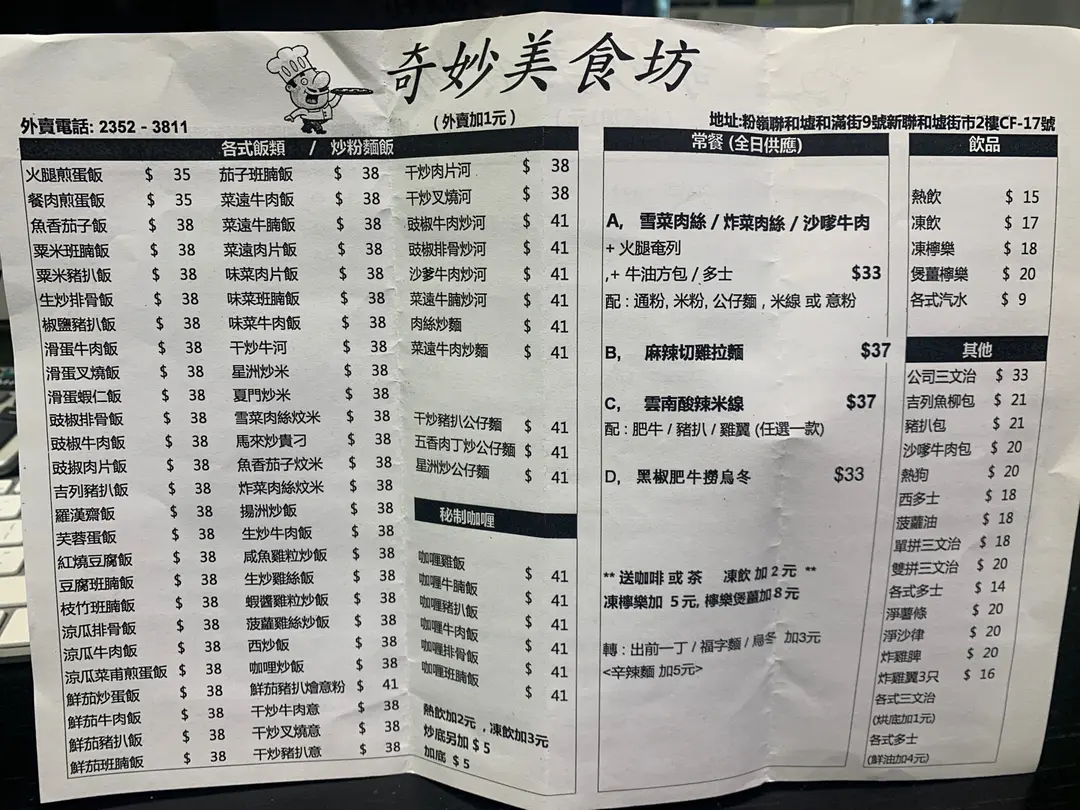 奇妙美食坊
外賣電話: 2352 - 3811
(外賣加1元)
地址:粉嶺聯和墟和滿街9號新聯和墟街市2樓CF-17號
各式飯類 / 炒粉麵飯
火腿煎蛋飯 $ 35
餐肉煎蛋飯 $ 35
魚香茄子飯 $ 38
粟米班腩飯 $ 38
粟米豬扒飯 $ 38
生炒排骨飯 $ 38
椒鹽豬扒飯 $ 38
滑蛋牛肉飯 $ 38
滑蛋叉燒飯 $ 38
滑蛋蝦仁飯 $ 38
豉椒排骨飯 $ 38
豉椒牛肉飯 $ 38
豉椒肉片飯 $ 38
吉列豬扒飯 $ 38
羅漢齋飯 $ 38
芙蓉蛋飯 $ 38
紅燒豆腐飯 $ 38
豆腐班腩飯 $ 38
枝竹班腩飯 $ 38
涼瓜排骨飯 $ 38
涼瓜牛肉飯 $ 38
涼瓜菜甫煎蛋飯 $ 38
鮮茄炒蛋飯 $ 38
鮮茄牛肉飯 $ 38
鮮茄豬扒飯 $ 38
鮮茄班腩飯 $ 38
茄子班腩飯 $ 38
菜遠牛肉飯 $ 38
菜遠牛腩飯 $ 38
菜遠肉片飯 $ 38
味菜肉片飯 $ 38
味菜班腩飯 $ 38
味菜牛肉飯 $ 38
干炒牛河 $ 38
星洲炒米 $ 38
夏門炒米 $ 38
雪菜肉絲炆米 $ 38
馬來炒貴刁 $ 38
魚香茄子炆米 $ 38
炸菜肉絲炆米 $ 38
揚洲炒飯 $ 38
生炒牛肉飯 $ 38
咸魚雞粒炒飯 $ 38
生炒雞絲飯 $ 38
蝦醬雞粒炒飯 $ 38
菠蘿雞絲炒飯 $ 38
西炒飯 $ 38
咖哩炒飯 $ 38
鮮茄豬扒燴意粉 $ 41
干炒牛肉意 $ 38
干炒叉燒意 $ 38
干炒豬扒意 $ 38
干炒肉片河 $ 38
干炒叉燒河 $ 38
豉椒牛肉炒河 $ 41
豉椒排骨炒河 $ 41
沙爹牛肉炒河 $ 41
菜遠牛腩炒河 $ 41
肉絲炒麵 $ 41
菜遠牛肉炒麵 $ 41
干炒豬扒公仔麵 $ 41
五香肉丁炒公仔麵 $ 41
星洲炒公仔麵 $ 41
秘制咖喱
咖喱雞飯 $ 41
咖喱牛腩飯 $ 41
咖喱豬扒飯 $ 41
咖喱牛肉飯 $ 41
咖喱排骨飯 $ 41
咖喱班腩飯 $ 41
熱飲加2元 , 凍飲加3元
炒底另加 $ 5
加底 $ 5
常餐 (全日供應)
A, 雪菜肉絲 / 炸菜肉絲 / 沙嗲牛肉
+ 火腿奄列
,+ 牛油方包 / 多士 $33
配 : 通粉, 米粉, 公仔麵 , 米線 或 意粉
B, 麻辣切雞拉麵 $37
C, 雲南酸辣米線 $37
配 : 肥牛 / 豬扒 / 雞翼 (任選一款)
D, 黑椒肥牛撈烏冬 $33
** 送咖啡 或 茶 凍飲 加 2 元 **
凍檸樂加 5 元, 檸樂煲薑加8 元
轉 : 出前一丁 / 福字麵 / 烏冬 加3元
<辛辣麵 加5元>
飲品
熱飲 $ 15
凍飲 $ 17
凍檸樂 $ 18
煲薑檸樂 $ 20
各式汽水 $ 9
其他
公司三文治 $ 33
吉列魚柳包 $ 21
豬扒包 $ 21
沙嗲牛肉包 $ 20
熱狗 $ 20
西多士 $ 18
菠蘿油 $ 18
單拼三文治 $ 18
雙拼三文治 $ 20
各式多士 $ 14
淨薯條 $ 20
淨沙律 $ 20
炸雞脾 $ 20
炸雞翼3只 $ 16
各式三文治
(烘底加1元)
各式多士
(鮮油加4元)